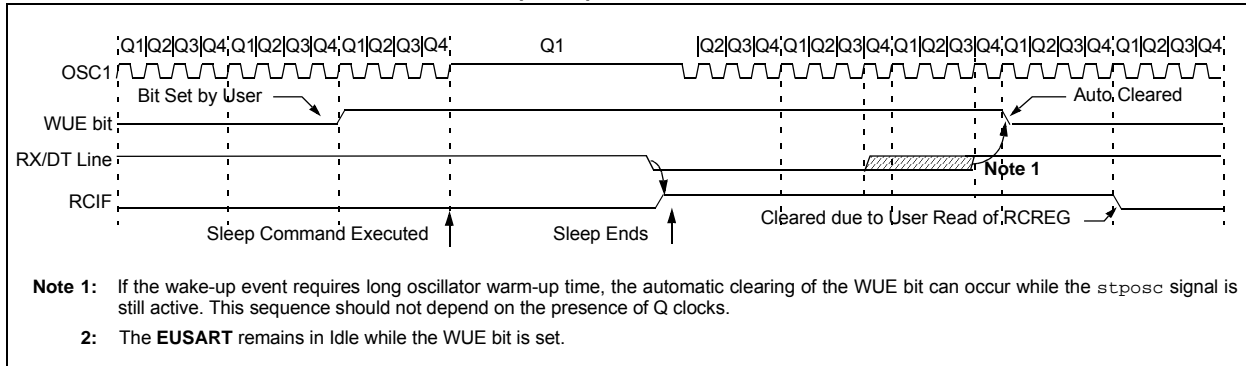 Q1|Q2|Q3|Q4 Q1|Q2|Q3|Q4 Q1|Q2|Q3|Q4 Q1 |Q2|Q3|Q4 Q1|Q2|Q3|Q4 Q1|Q2|Q3|Q4 Q1|Q2|Q3|Q4 Q1|Q2|Q3|Q4
OSC1
Bit Set by User
Auto Cleared
WUE bit
RX/DT Line
Note 1
RCIF
Cleared due to User Read of RCREG
Sleep Command Executed
Sleep Ends
Note 1: If the wake-up event requires long oscillator warm-up time, the automatic clearing of the WUE bit can occur while the stposc signal is
still active. This sequence should not depend on the presence of Q clocks.
2: The EUSART remains in Idle while the WUE bit is set.